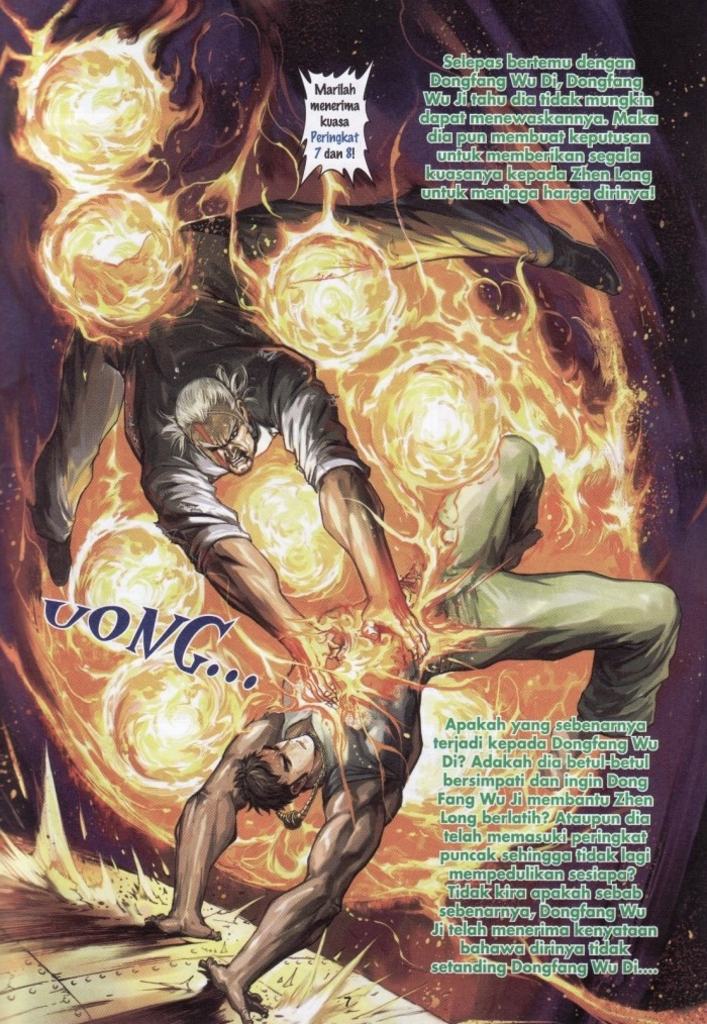 Marilah
menerima
kuasa
Peringkat
7 dan 8!
Selepas bertemu dengan
Dongfang Wu Di, Dongfang
Wu Ji tahu dia tidak mungkin
dapat menewaskannya. Maka
dia pun membuat keputusan
untuk memberikan segala
kuasanya kepada Zhen Long
untuk menjaga harga dirinya!
UONG...
Apakah yang sebenarnya
terjadi kepada Dongfang Wu
Di? Adakah dia betul-betul
bersimpati dan ingin Dong
Fang Wu Ji membantu Zhen
Long berlatih? Ataupun dia
telah memasuki peringkat
puncak sehingga tidak lagi
mempedulikan sesiapa?
Tidak kira apakah sebab
sebenarnya, Dongfang Wu
Ji telah menerima kenyataan
bahawa dirinya tidak
setanding Dongfang Wu Di....